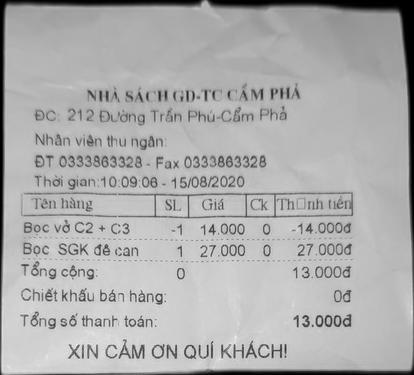 NHÀ SÁCH GD-TC CẨM PHẢ
ĐC: 212 Đường Trần Phú-Cẩm Phả
Nhân viên thu ngân:
ĐT 0333863328 - Fax 0333863328
Thời gian:10:09:06 - 15/08/2020
Tên hàng SL Giá Ck Th□nh tiền
Bọc vở C2 + C3 -1 14.000 0 -14.000đ
Bọc SGK đê can 1 27.000 0 27.000đ
Tổng cộng: 0 13.000đ
Chiết khấu bán hàng: 0đ
Tổng số thanh toán: 13.000đ
XIN CẢM ƠN QUÍ KHÁCH!